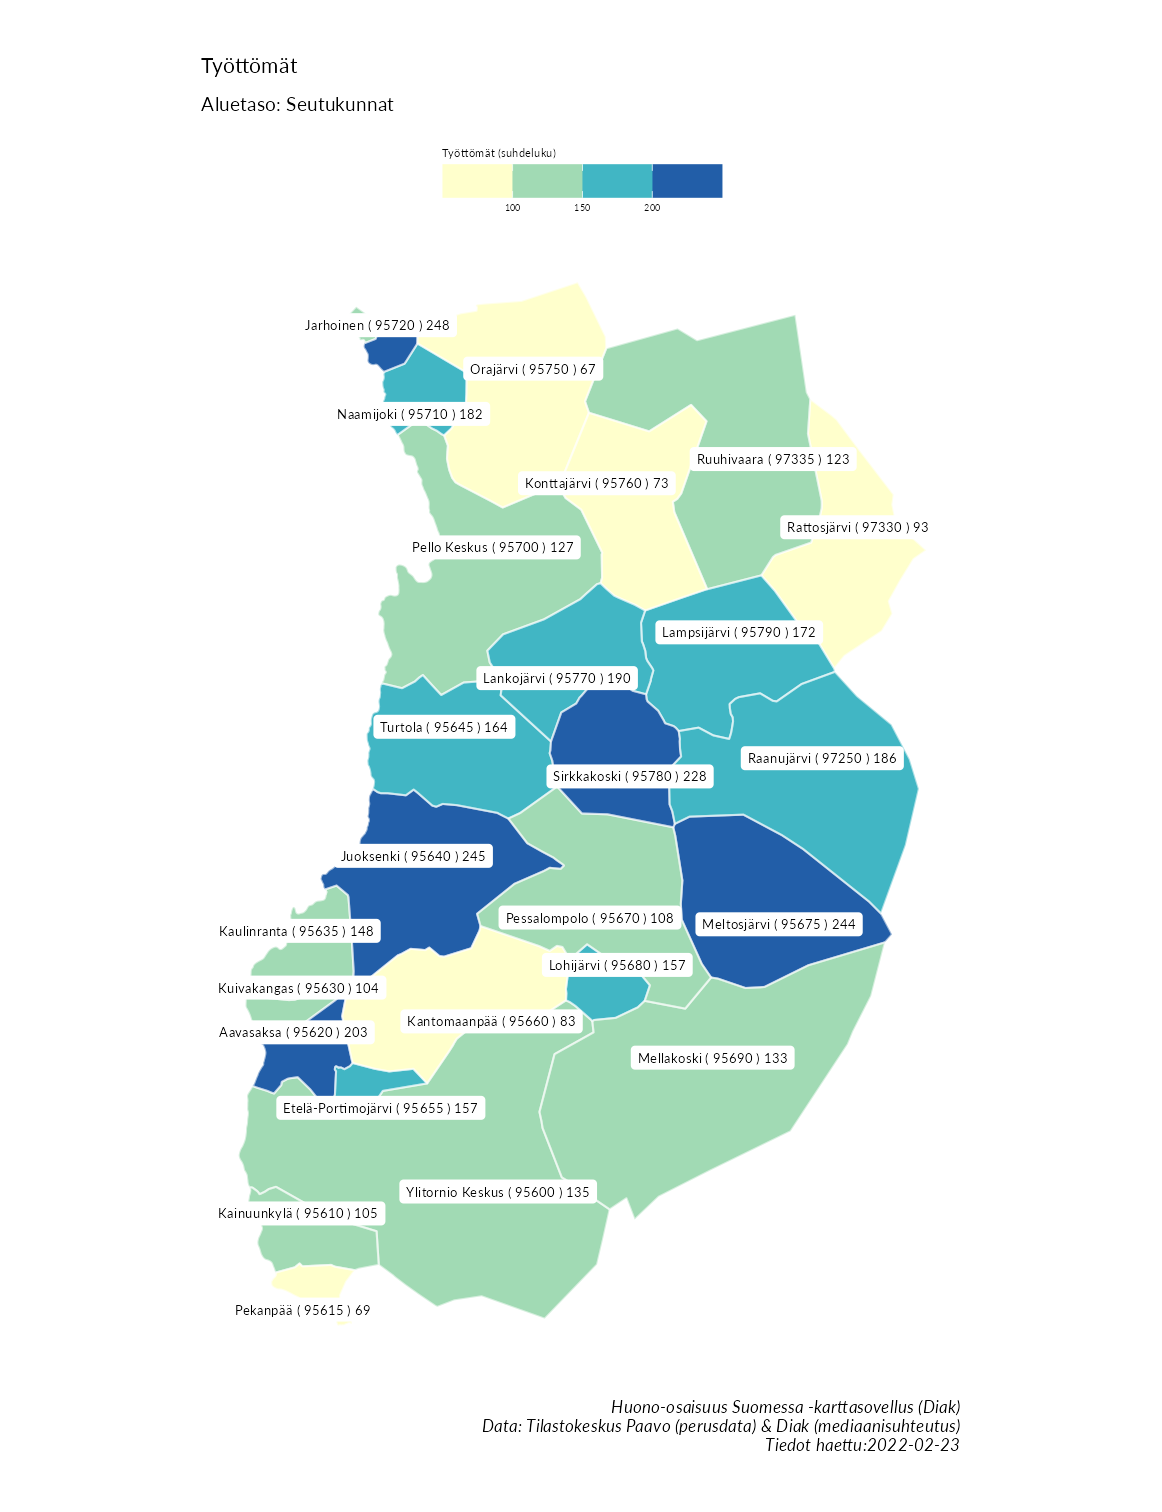 Työttömät
Aluetaso: Seutukunnat
Työttömät (suhdeluku)
100 150 200
Jarhoinen ( 95720 ) 248
Orajärvi ( 95750 ) 67
Naamijoki ( 95710 ) 182
Ruuhivaara ( 97335 ) 123
Konttajärvi ( 95760 ) 73
Rattosjärvi ( 97330 ) 93
Pello Keskus ( 95700 ) 127
Lampsijärvi ( 95790 ) 172
Lankojärvi ( 95770 ) 190
Turtola ( 95645 ) 164
Raanujärvi ( 97250 ) 186
Sirkkakoski ( 95780 ) 228
Juoksenki ( 95640 ) 245
Pessalompolo ( 95670 ) 108
Meltosjärvi ( 95675 ) 244
Kaulinranta ( 95635 ) 148
Lohijärvi ( 95680 ) 157
Kuivakangas ( 95630 ) 104
Kantomaanpää ( 95660 ) 83
Aavasaksa ( 95620 ) 203
Mellakoski ( 95690 ) 133
Etelä-Portimojärvi ( 95655 ) 157
Ylitornio Keskus ( 95600 ) 135
Kainuunkylä ( 95610 ) 105
Pekanpää ( 95615 ) 69
Huono-osaisuus Suomessa -karttasovellus (Diak)
Data: Tilastokeskus Paavo (perusdata) & Diak (mediaanisuhteutus)
Tiedot haettu:2022-02-23